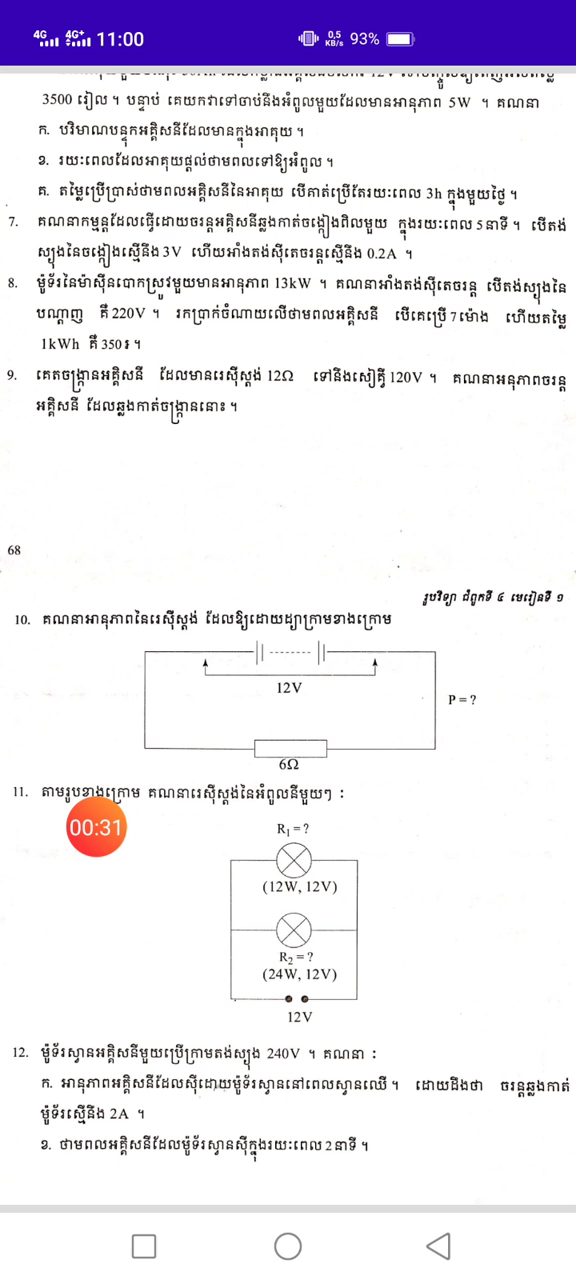 4G 4G+ 11:00 0,5 KB/s 93%
3500 រៀល ។ បន្ទាប់ គេយកវាទៅចាប់នឹងអំពូលមួយដែលមានអានុភាព 5W ។ គណនា
ក. បរិមាណបន្ទុកអគ្គិសនីដែលមានក្នុងអាគុយ ។
ខ. រយៈពេលដែលអាគុយផ្ដល់ថាមពលទៅឱ្យអំពូល ។
គ. តម្លៃប្រើប្រាស់ថាមពលអគ្គិសនីនៃអាគុយ បើគាត់ប្រើតែរយៈពេល 3h ក្នុងមួយថ្ងៃ ។
7. គណនាកម្មន្តដែលធ្វើដោយចរន្តអគ្គិសនីឆ្លងកាត់ចង្កៀងពិលមួយ ក្នុងរយៈពេល 5 នាទី ។ បើតង់
ស្យុងនៃចង្កៀងស្មើនឹង 3V ហើយអាំងតង់ស៊ីតេចរន្តស្មើនឹង 0.2A ។
8. ម៉ូទ័រនៃម៉ាស៊ីនបោកស្រូវមួយមានអានុភាព 13kW ។ គណនាអាំងតង់ស៊ីតេចរន្ត បើតង់ស្យុងនៃ
បណ្ដាញ គឺ 220V ។ រកប្រាក់ចំណាយលើថាមពលអគ្គិសនី បើគេប្រើ 7 ម៉ោង ហើយតម្លៃ
1kWh គឺ 350៛ ។
9. គេតចង្ក្រានអគ្គិសនី ដែលមានរេស៊ីស្តង់ 12Ω ទៅនឹងសៀគ្វី 120V ។ គណនាអនុភាពចរន្ត
អគ្គិសនី ដែលឆ្លងកាត់ចង្ក្រាននោះ ។
68
រូបវិទ្យា ជំពូកទី ៤ មេរៀនទី ១
10. គណនាអានុភាពនៃរេស៊ីស្តង់ ដែលឱ្យដោយដ្យាក្រាមខាងក្រោម
12V
P = ?
6Ω
11. តាមរូបខាងក្រោម គណនារេស៊ីស្តង់នៃអំពូលនីមួយៗ :
00:31
R₁ = ?
(12W, 12V)
R₂ = ?
(24W, 12V)
12V
12. ម៉ូទ័រស្វានអគ្គិសនីមួយប្រើក្រាមតង់ស្យុង 240V ។ គណនា :
ក. អានុភាពអគ្គិសនីដែលស៊ីដោយម៉ូទ័រស្វាននៅពេលស្វានឈើ ។ ដោយដឹងថា ចរន្តឆ្លងកាត់
ម៉ូទ័រស្មើនឹង 2A ។
ខ. ថាមពលអគ្គិសនីដែលម៉ូទ័រស្វានស៊ីក្នុងរយៈពេល 2 នាទី ។